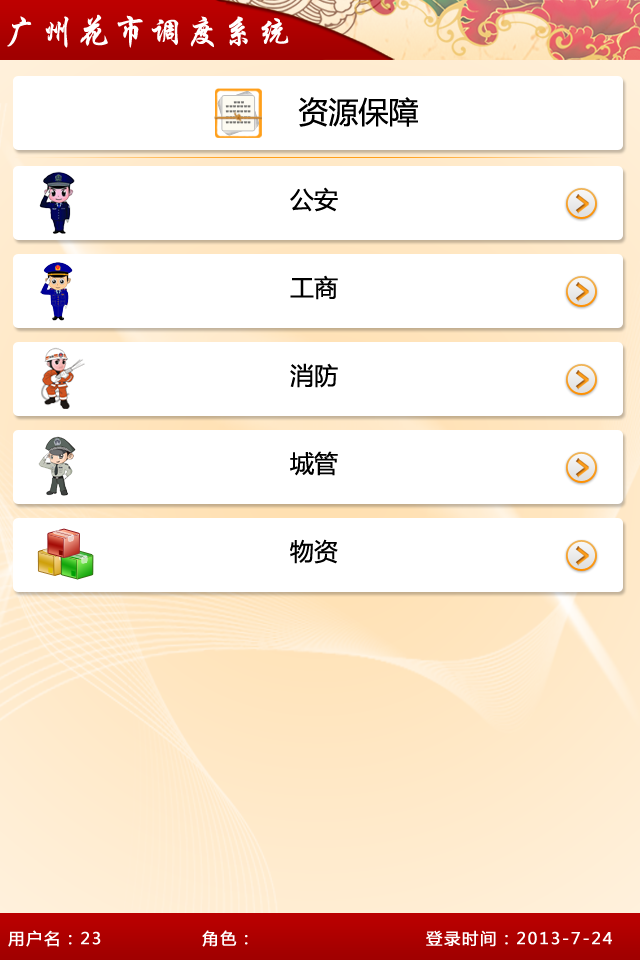 广州花市调度系统
资源保障
公安
工商
消防
城管
物资
用户名：23 角色： 登录时间：2013-7-24